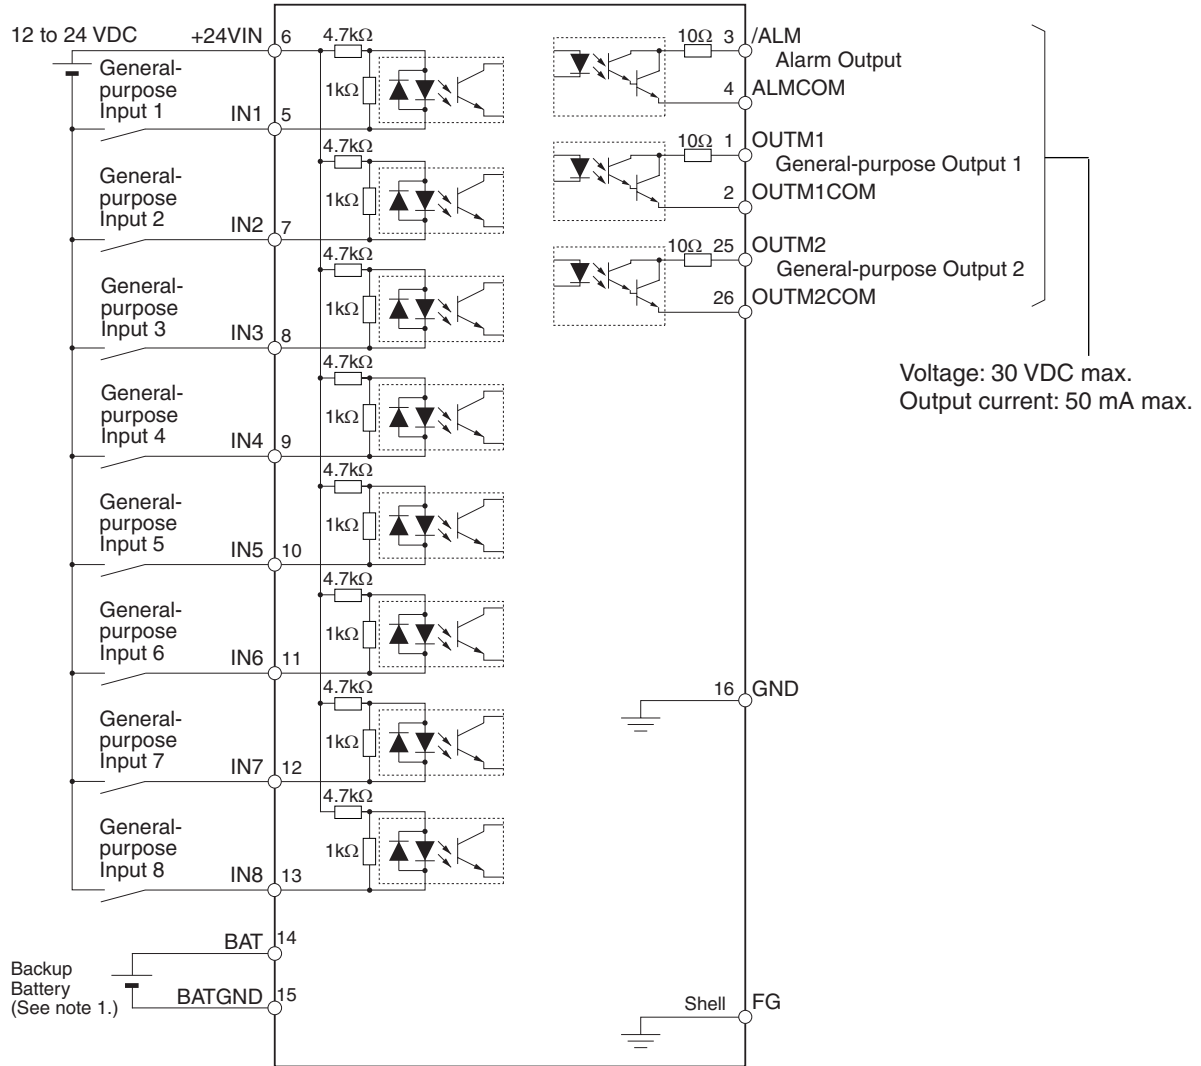 12 to 24 VDC
+24VIN
6
4.7kΩ
1kΩ
General-
purpose
Input 1
IN1
5
4.7kΩ
1kΩ
General-
purpose
Input 2
IN2
7
4.7kΩ
1kΩ
General-
purpose
Input 3
IN3
8
4.7kΩ
1kΩ
General-
purpose
Input 4
IN4
9
4.7kΩ
1kΩ
General-
purpose
Input 5
IN5
10
4.7kΩ
1kΩ
General-
purpose
Input 6
IN6
11
4.7kΩ
1kΩ
General-
purpose
Input 7
IN7
12
4.7kΩ
1kΩ
General-
purpose
Input 8
IN8
13
BAT
14
Backup
Battery
(See note 1.)
BATGND
15
10Ω
3
/ALM
Alarm Output
4
ALMCOM
10Ω
1
OUTM1
General-purpose Output 1
2
OUTM1COM
10Ω
25
OUTM2
General-purpose Output 2
26
OUTM2COM
Voltage: 30 VDC max.
Output current: 50 mA max.
16
GND
Shell
FG